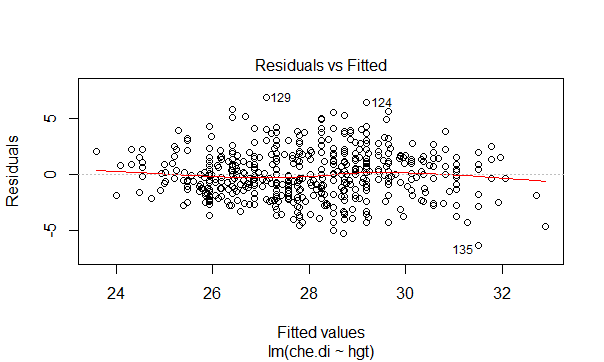 Residuals vs Fitted
Residuals
5
0
-5
129
124
135
24
26
28
30
32
Fitted values
lm(che.di ~ hgt)